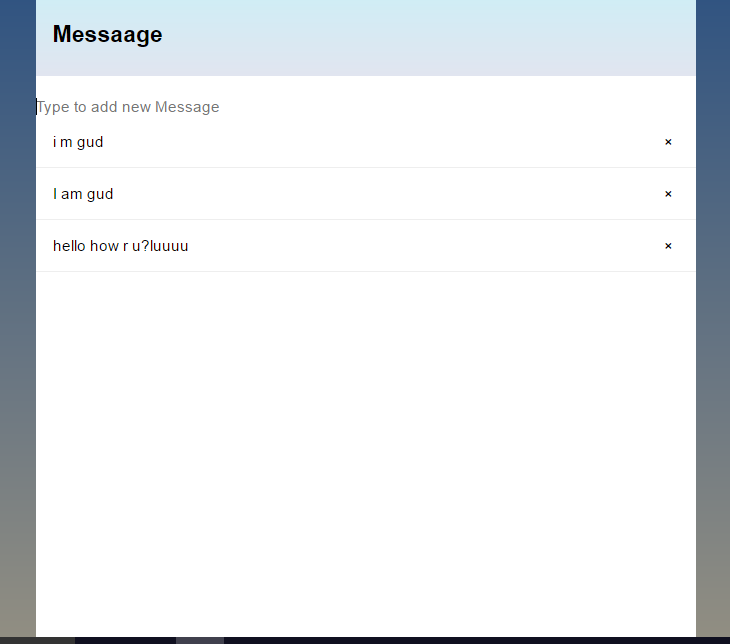 Messaage
Type to add new Message
i m gud ×
I am gud ×
hello how r u?luuuu ×